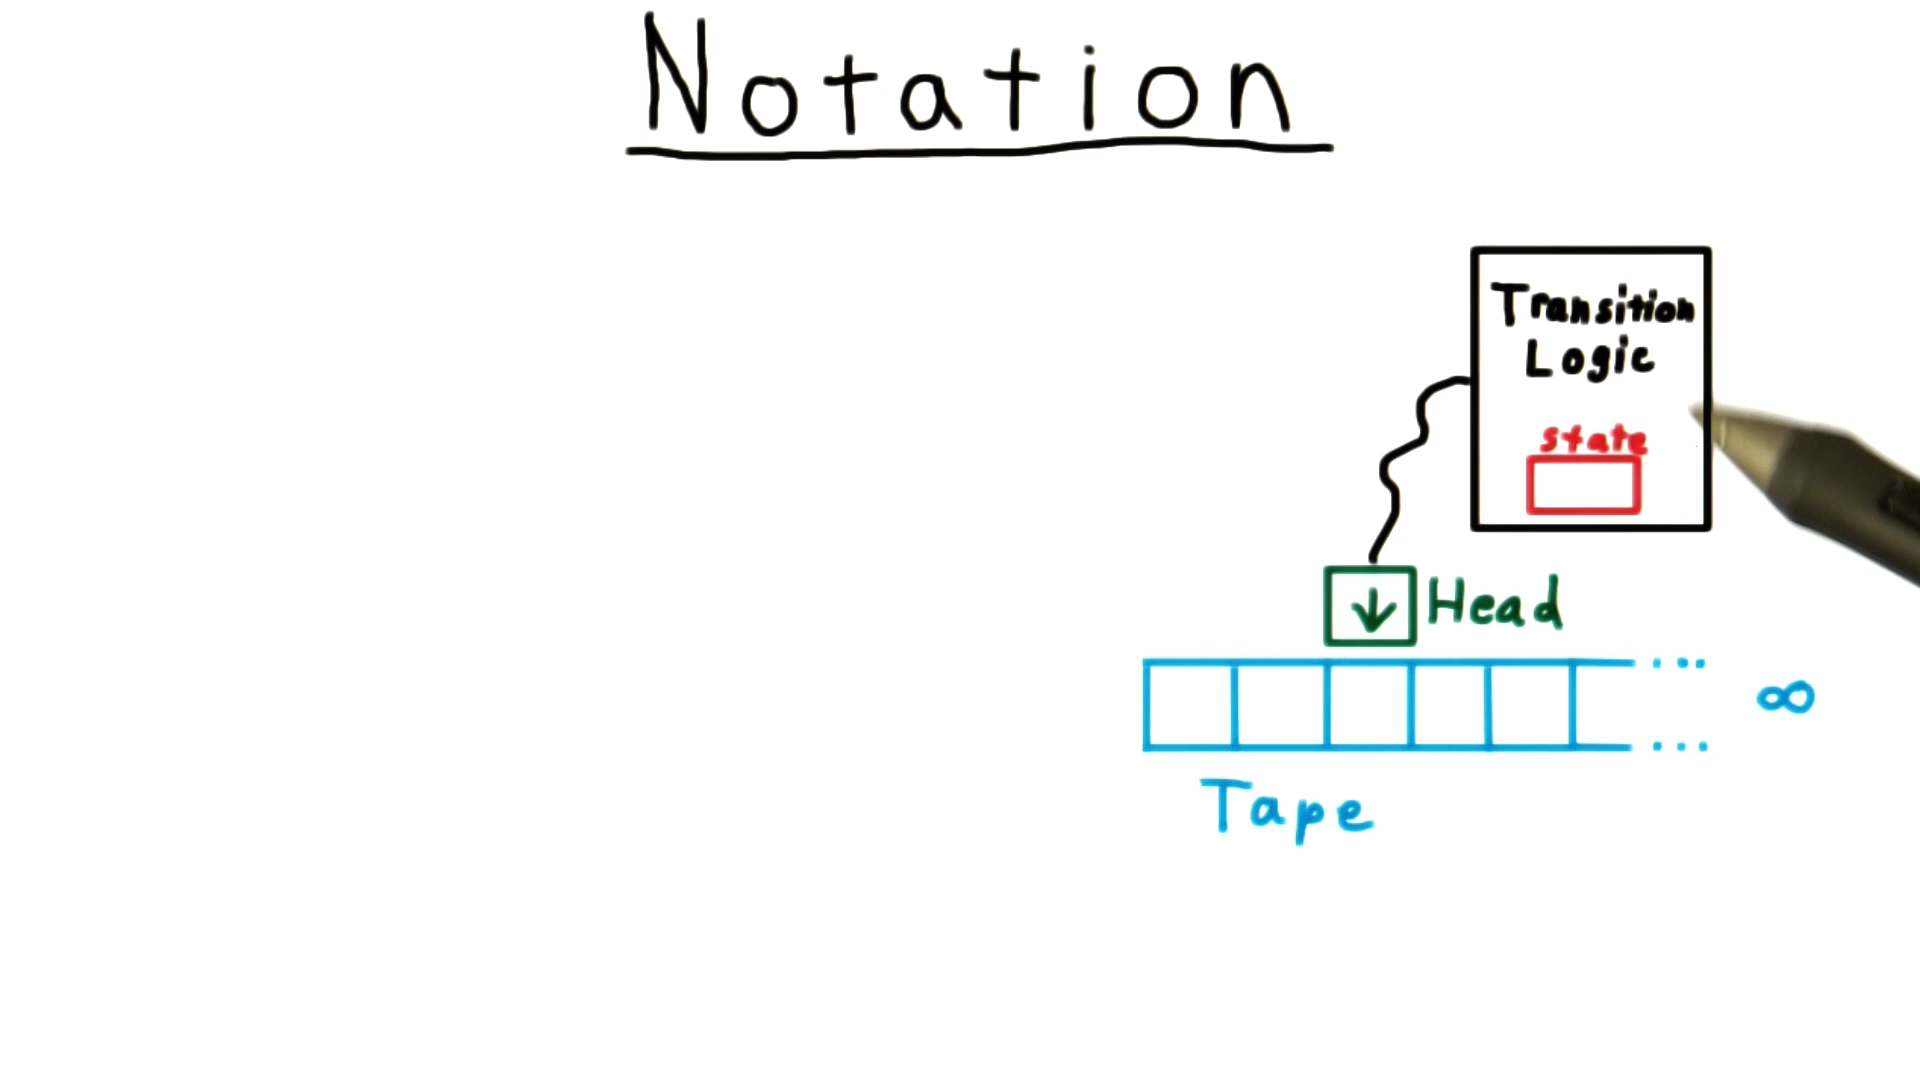 Notation
Transition
Logic
state
Head
∞
Tape